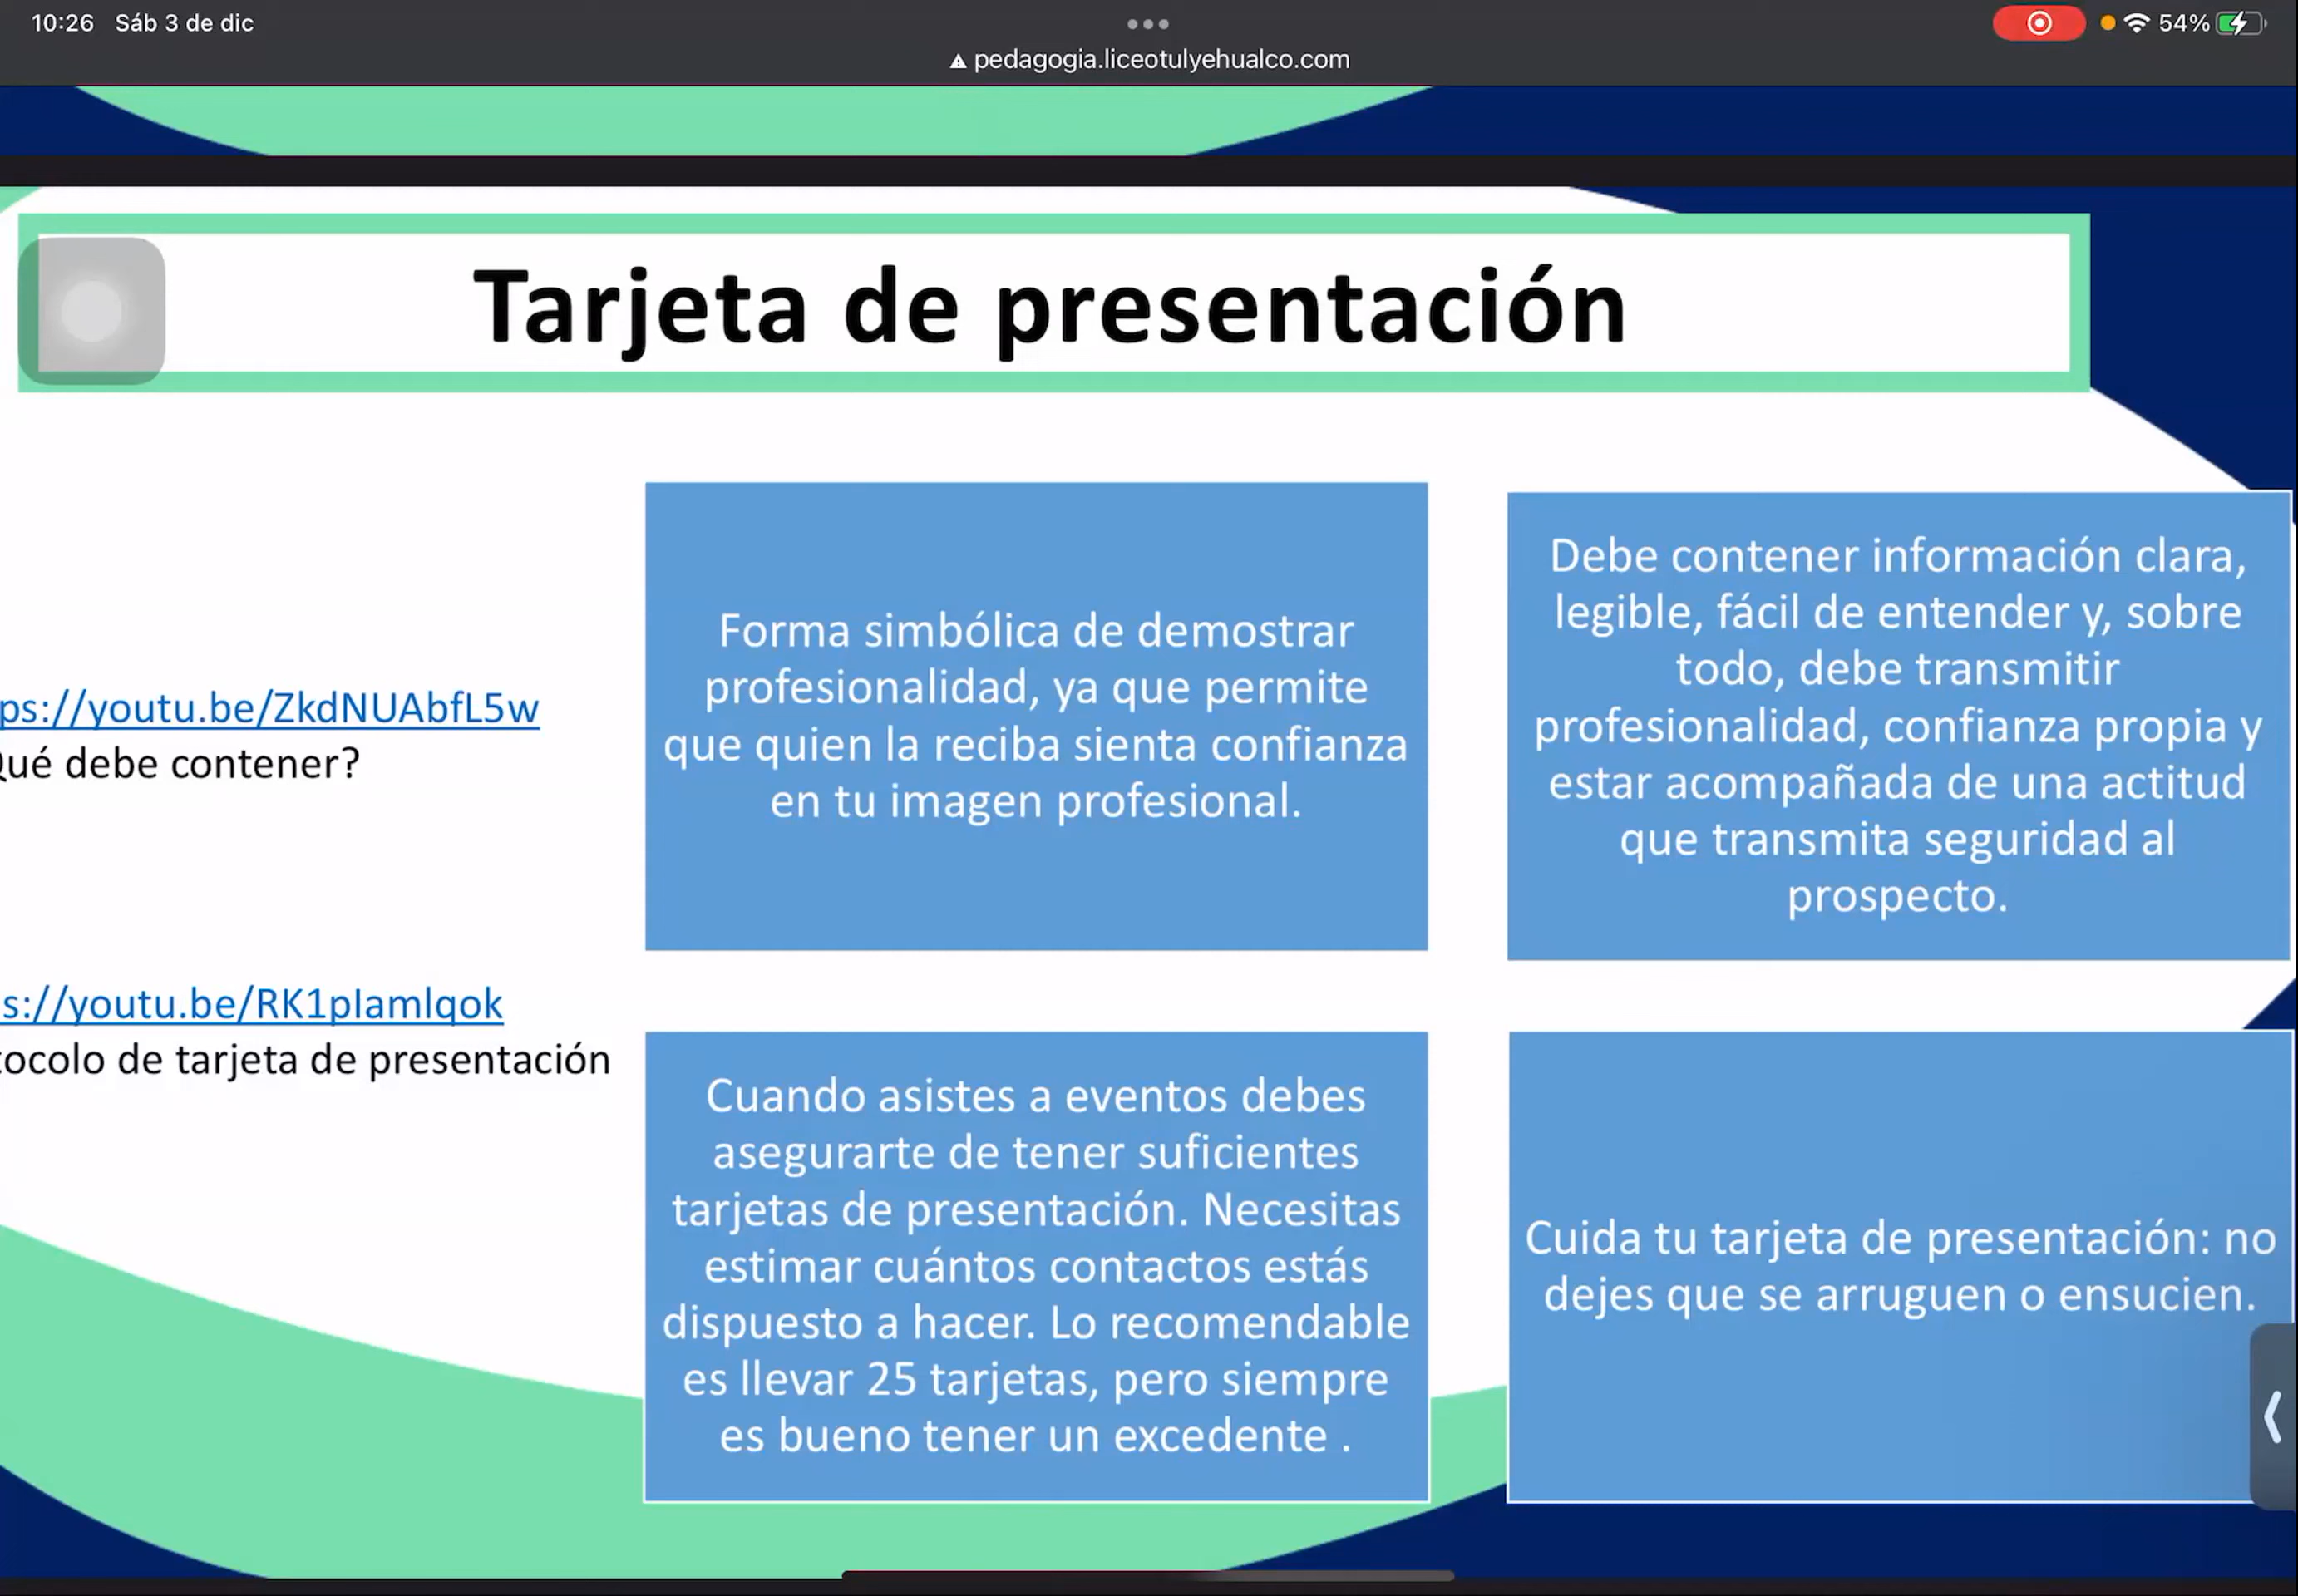 10:26 Sáb 3 de dic
54%
pedagogia.liceotulyehualco.com
Tarjeta de presentación
ps://youtu.be/ZkdNUAbfL5w
Qué debe contener?
s://youtu.be/RK1pIamlqok
tocolo de tarjeta de presentación
Forma simbólica de demostrar
profesionalidad, ya que permite
que quien la reciba sienta confianza
en tu imagen profesional.
Debe contener información clara,
legible, fácil de entender y, sobre
todo, debe transmitir
profesionalidad, confianza propia y
estar acompañada de una actitud
que transmita seguridad al
prospecto.
Cuando asistes a eventos debes
asegurarte de tener suficientes
tarjetas de presentación. Necesitas
estimar cuántos contactos estás
dispuesto a hacer. Lo recomendable
es llevar 25 tarjetas, pero siempre
es bueno tener un excedente .
Cuida tu tarjeta de presentación: no
dejes que se arruguen o ensucien.